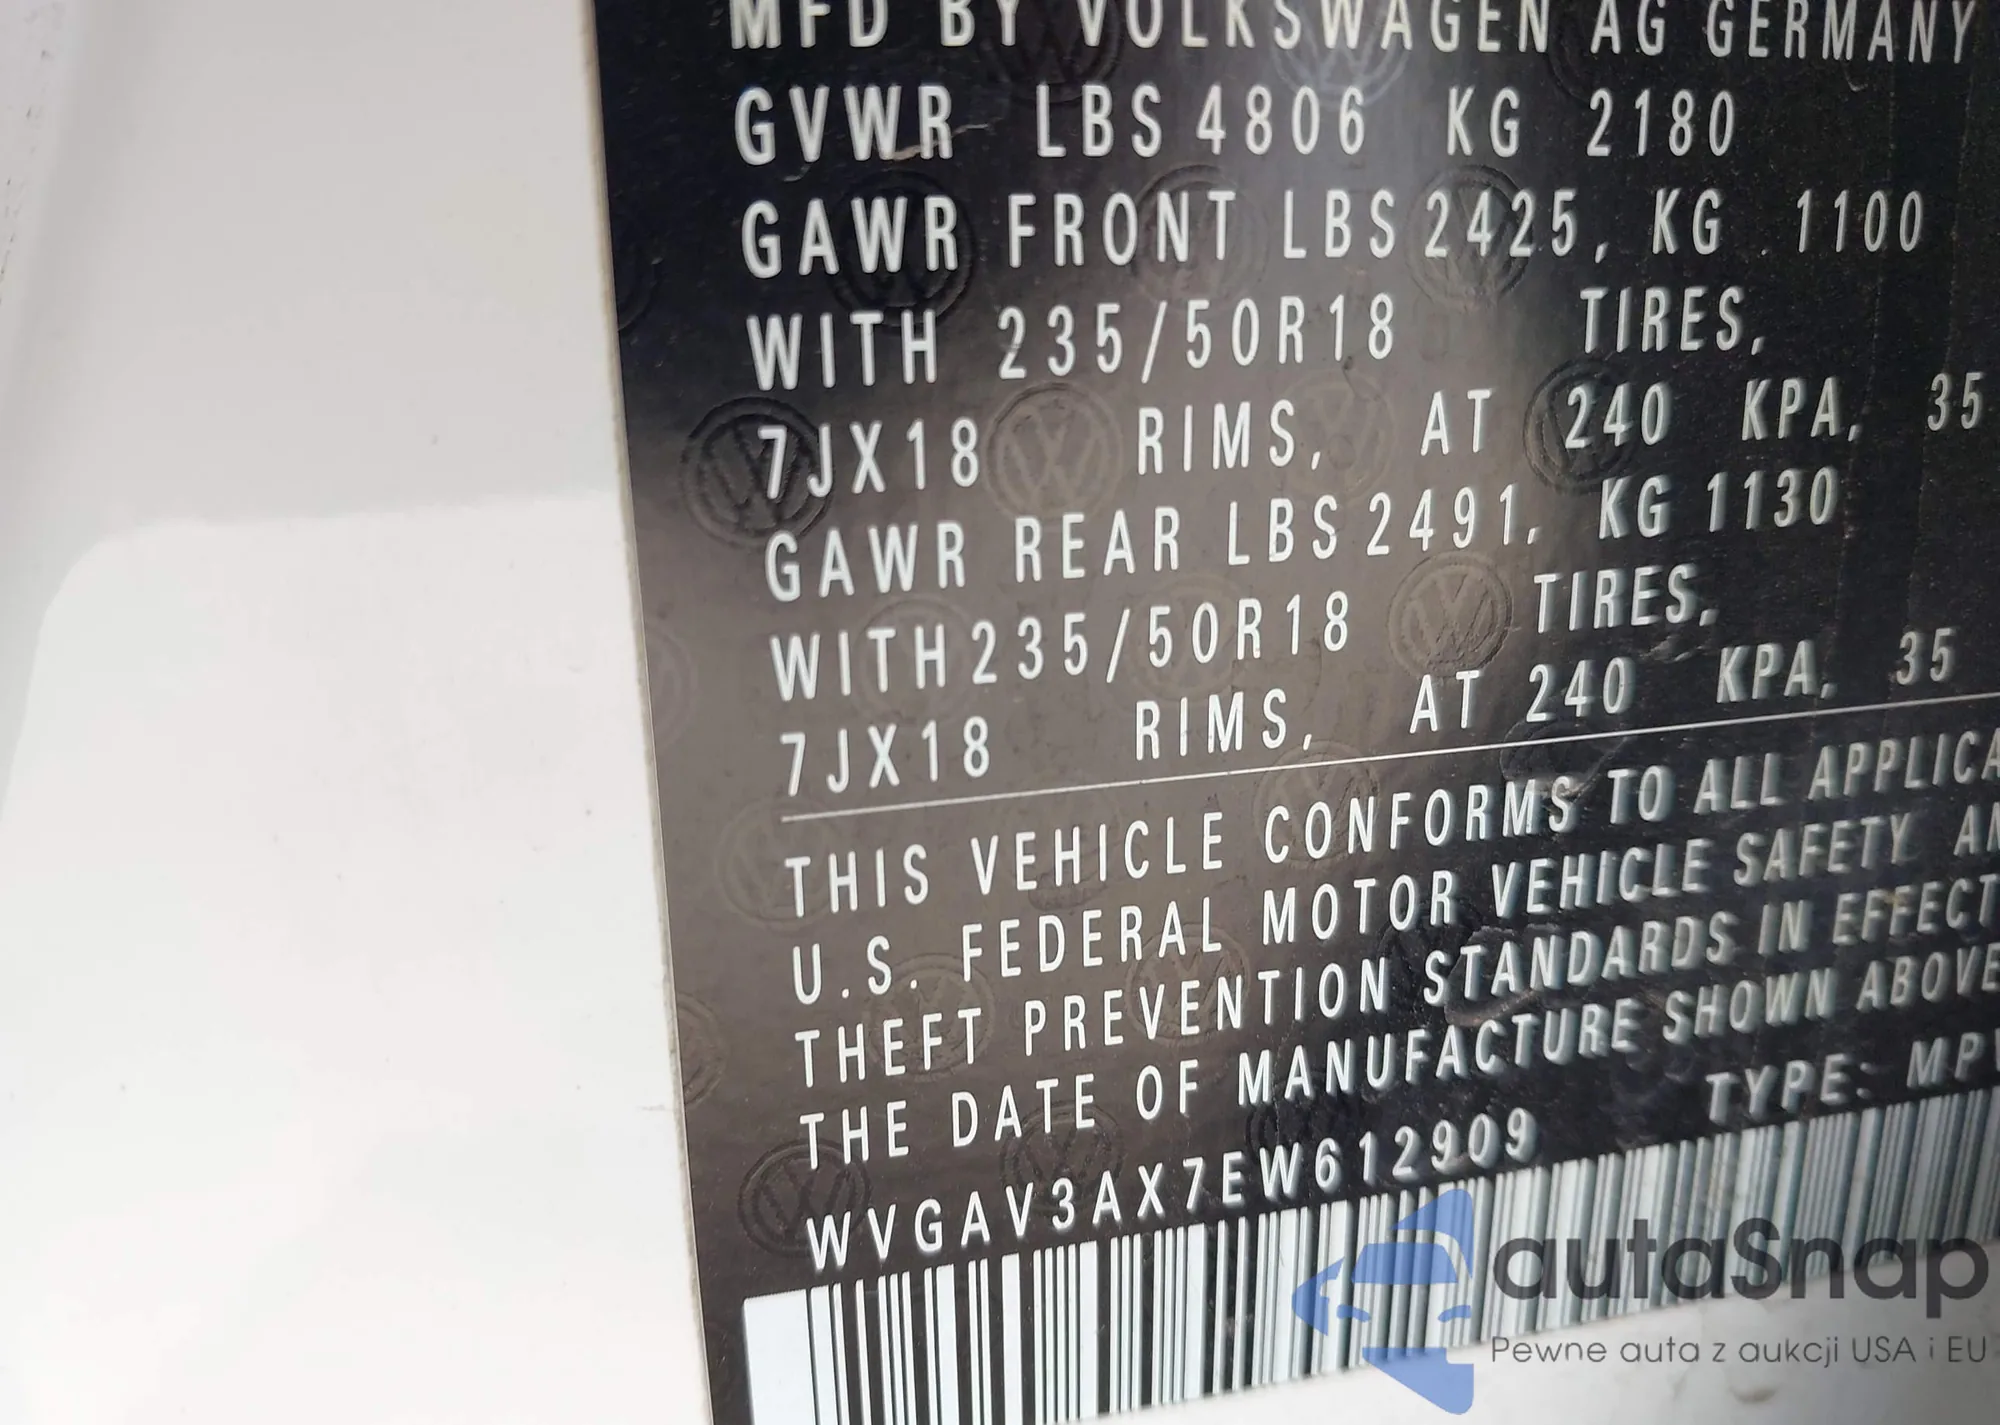 MFD BY VOLKSWAGEN AG GERMANY
GVWR LBS 4806 KG 2180
GAWR FRONT LBS 2425, KG 1100
WITH 235/50R18 TIRES,
7JX18 RIMS, AT 240 KPA, 35
GAWR REAR LBS 2491, KG 1130
WITH 235/50R18 TIRES,
7JX18 RIMS, AT 240 KPA, 35
THIS VEHICLE CONFORMS TO ALL
U.S. FEDERAL MOTOR VEHICLE SAFETY
THEFT PREVENTION STANDARDS IN EFFECT
THE DATE OF MANUFACTURE SHOWN ABOVE
WVGAV3AX7EW612909 TYPE: MPV
autaSnap
Pewne auta z aukcji USA i EU